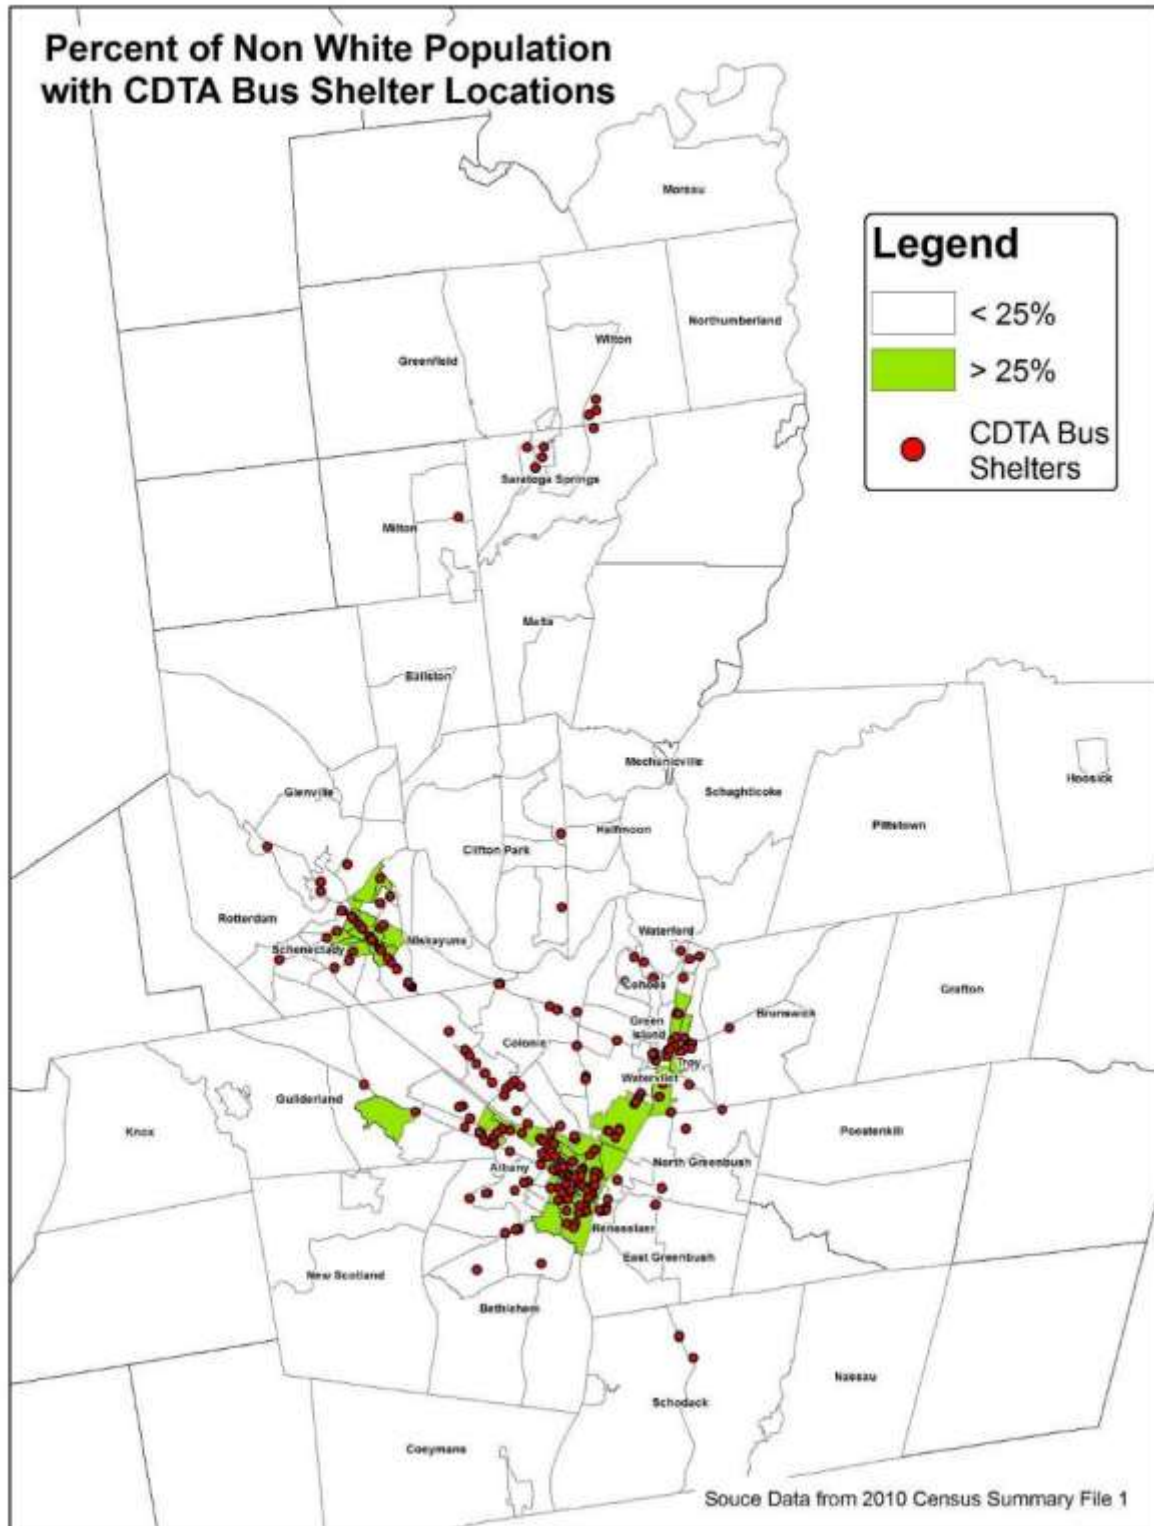 Percent of Non White Population
with CDTA Bus Shelter Locations
Moreau
Legend
< 25%
> 25%
CDTA Bus
Shelters
Northumberland
Wilton
Greenfield
Saratoga Springs
Milton
Malta
Ballston
Mechanicville
Hoosick
Glenville
Schaghticoke
Pittstown
Halfmoon
Clifton Park
Rotterdam
Waterford
Niskayuna
Schenectady
Cohoes
Grafton
Brunswick
Green
Island
Colonie
Troy
Watervliet
Guilderland
Knox
Poestenkill
North Greenbush
Albany
Rensselaer
East Greenbush
New Scotland
Bethlehem
Nassau
Schodack
Coeymans
Souce Data from 2010 Census Summary File 1